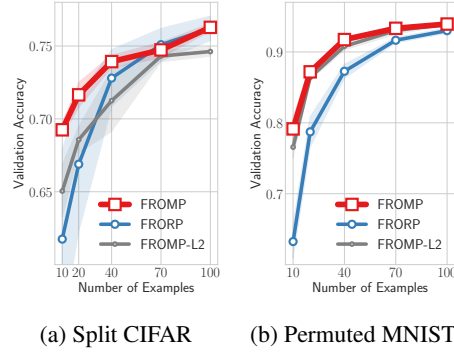 0.75
0.70
0.65
Validation Accuracy
FROMP
FRORP
FROMP-L2
10 20 40 70 100
Number of Examples
(a) Split CIFAR
0.9
0.8
0.7
Validation Accuracy
FROMP
FRORP
FROMP-L2
10 40 70 100
Number of Examples
(b) Permuted MNIST